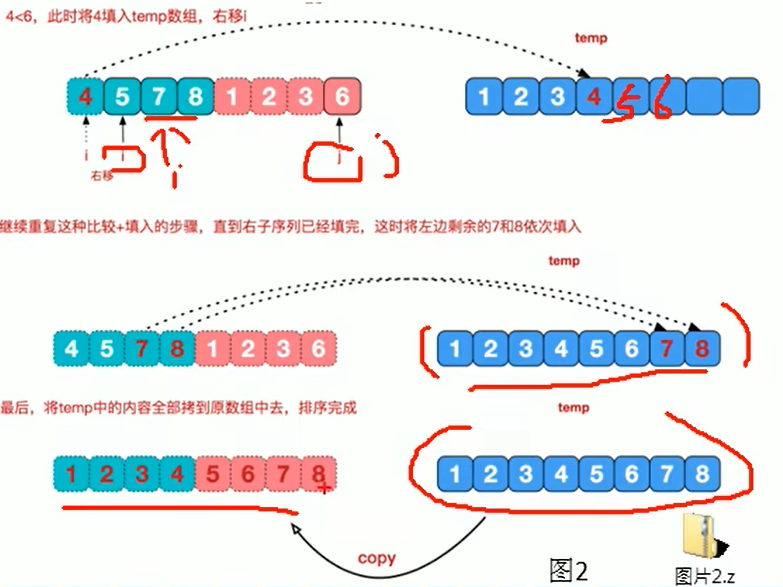 4<6，此时将4填入temp数组，右移i
temp
4 5 7 8 1 2 3 6
1 2 3 4 5 6
i i j j
右移 i
继续重复这种比较+填入的步骤，直到右子序列已经填完，这时将左边剩余的7和8依次填入
temp
4 5 7 8 1 2 3 6
1 2 3 4 5 6 7 8
最后，将temp中的内容全部拷到原数组中去，排序完成
temp
1 2 3 4 5 6 7 8
1 2 3 4 5 6 7 8
copy
图2
图片2.z